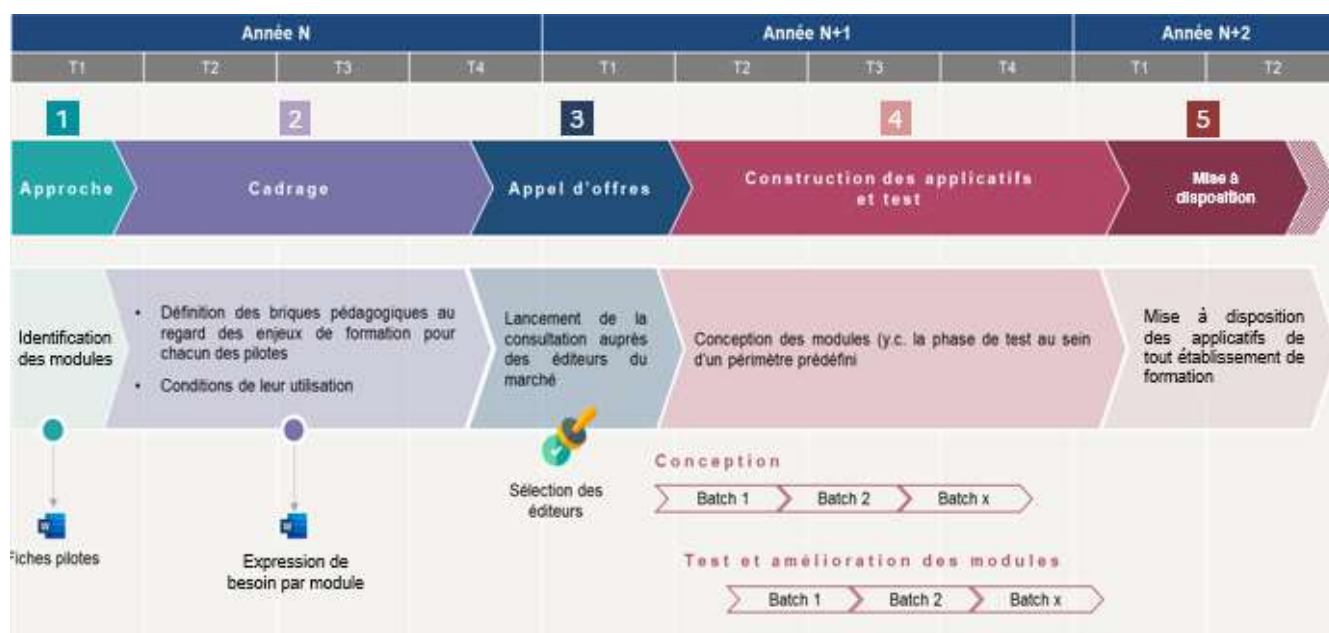 Année N
Année N+1
Année N+2
T1
T2
T3
T4
T1
T2
T3
T4
T1
T2
1
2
3
4
5
Approche
Cadrage
Appel d'offres
Construction des applicatifs
et test
Mise à
disposition
Identification
des modules
• Définition des briques pédagogiques au
regard des enjeux de formation pour
chacun des pilotes
• Conditions de leur utilisation
Lancement de la
consultation auprès
des éditeurs du
marché
Conception des modules (y.c. la phase de test au sein
d'un périmètre prédéfini
Mise à disposition
des applicatifs de
tout établissement de
formation
Fiches pilotes
Expression de
besoin par module
Sélection des
éditeurs
Conception
Batch 1
Batch 2
Batch x
Test et amélioration des modules
Batch 1
Batch 2
Batch x